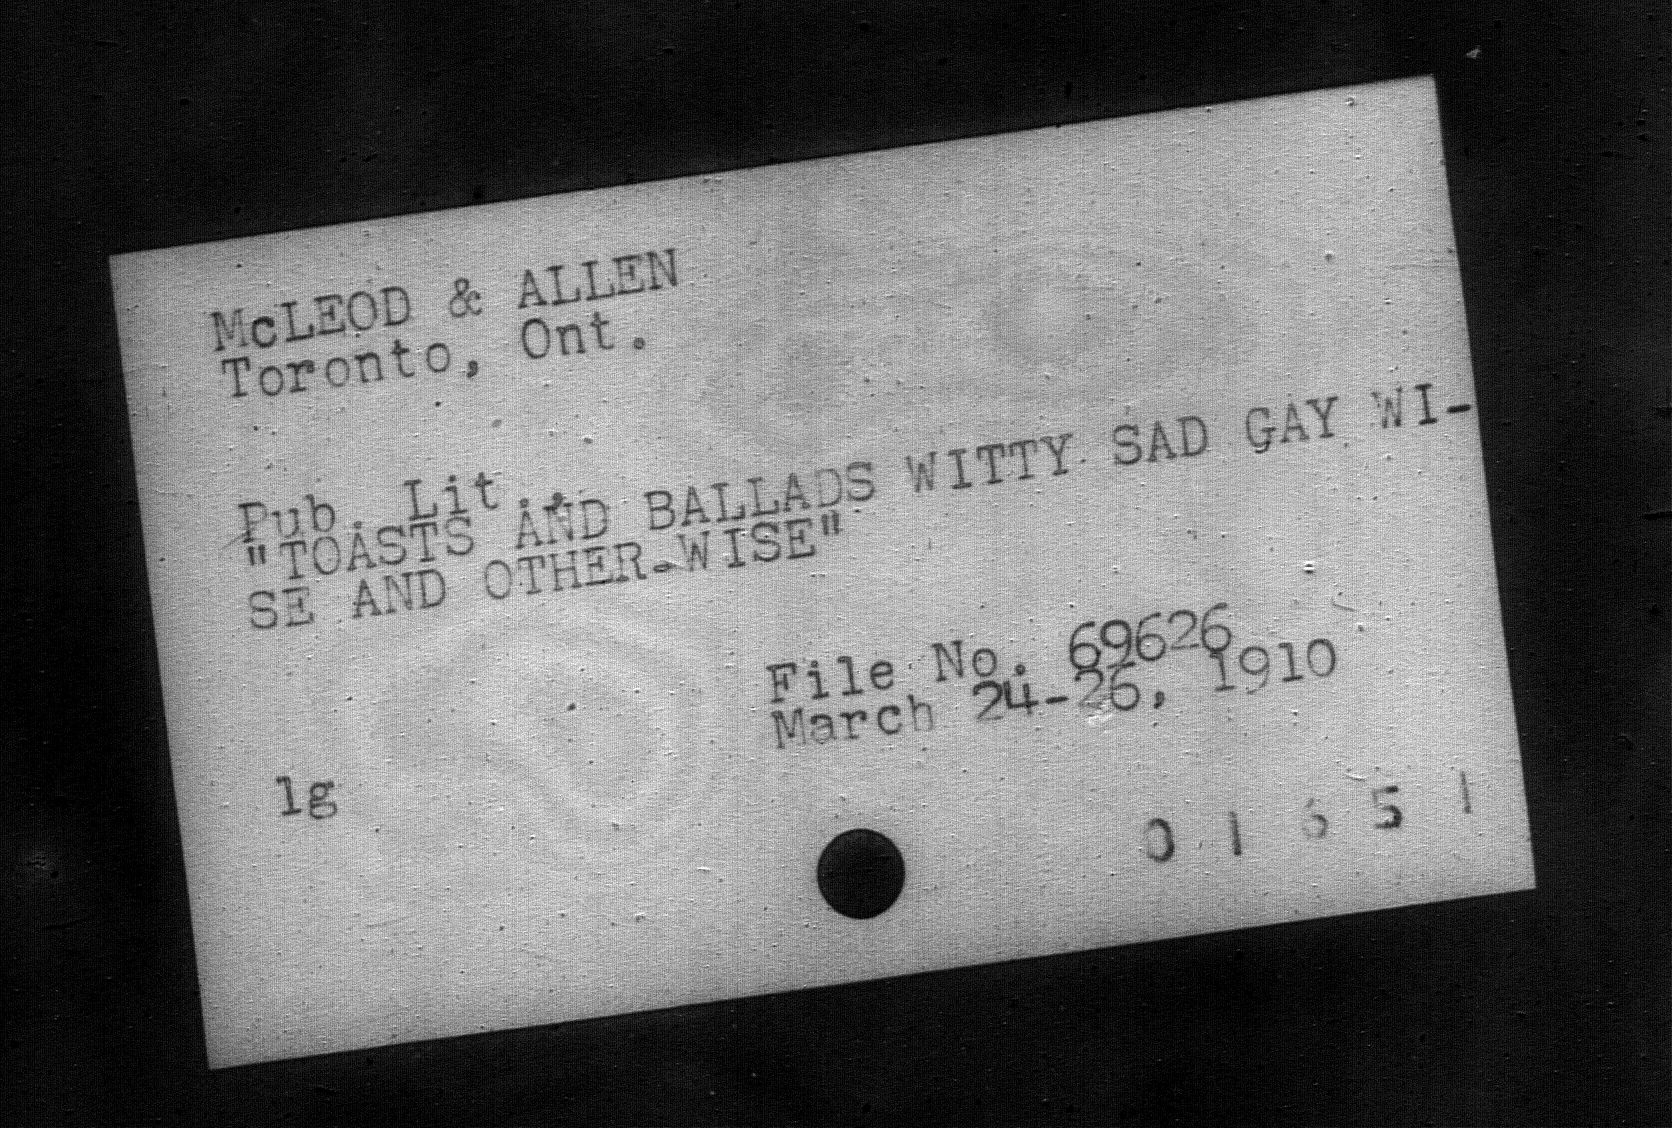 McLEOD & ALLEN
Toronto, Ont.
Pub. Lit..
"TOASTS AND BALLADS WITTY SAD GAY WI-
SE AND OTHER-WISE"
File No. 69626
March 24-26, 1910
lg